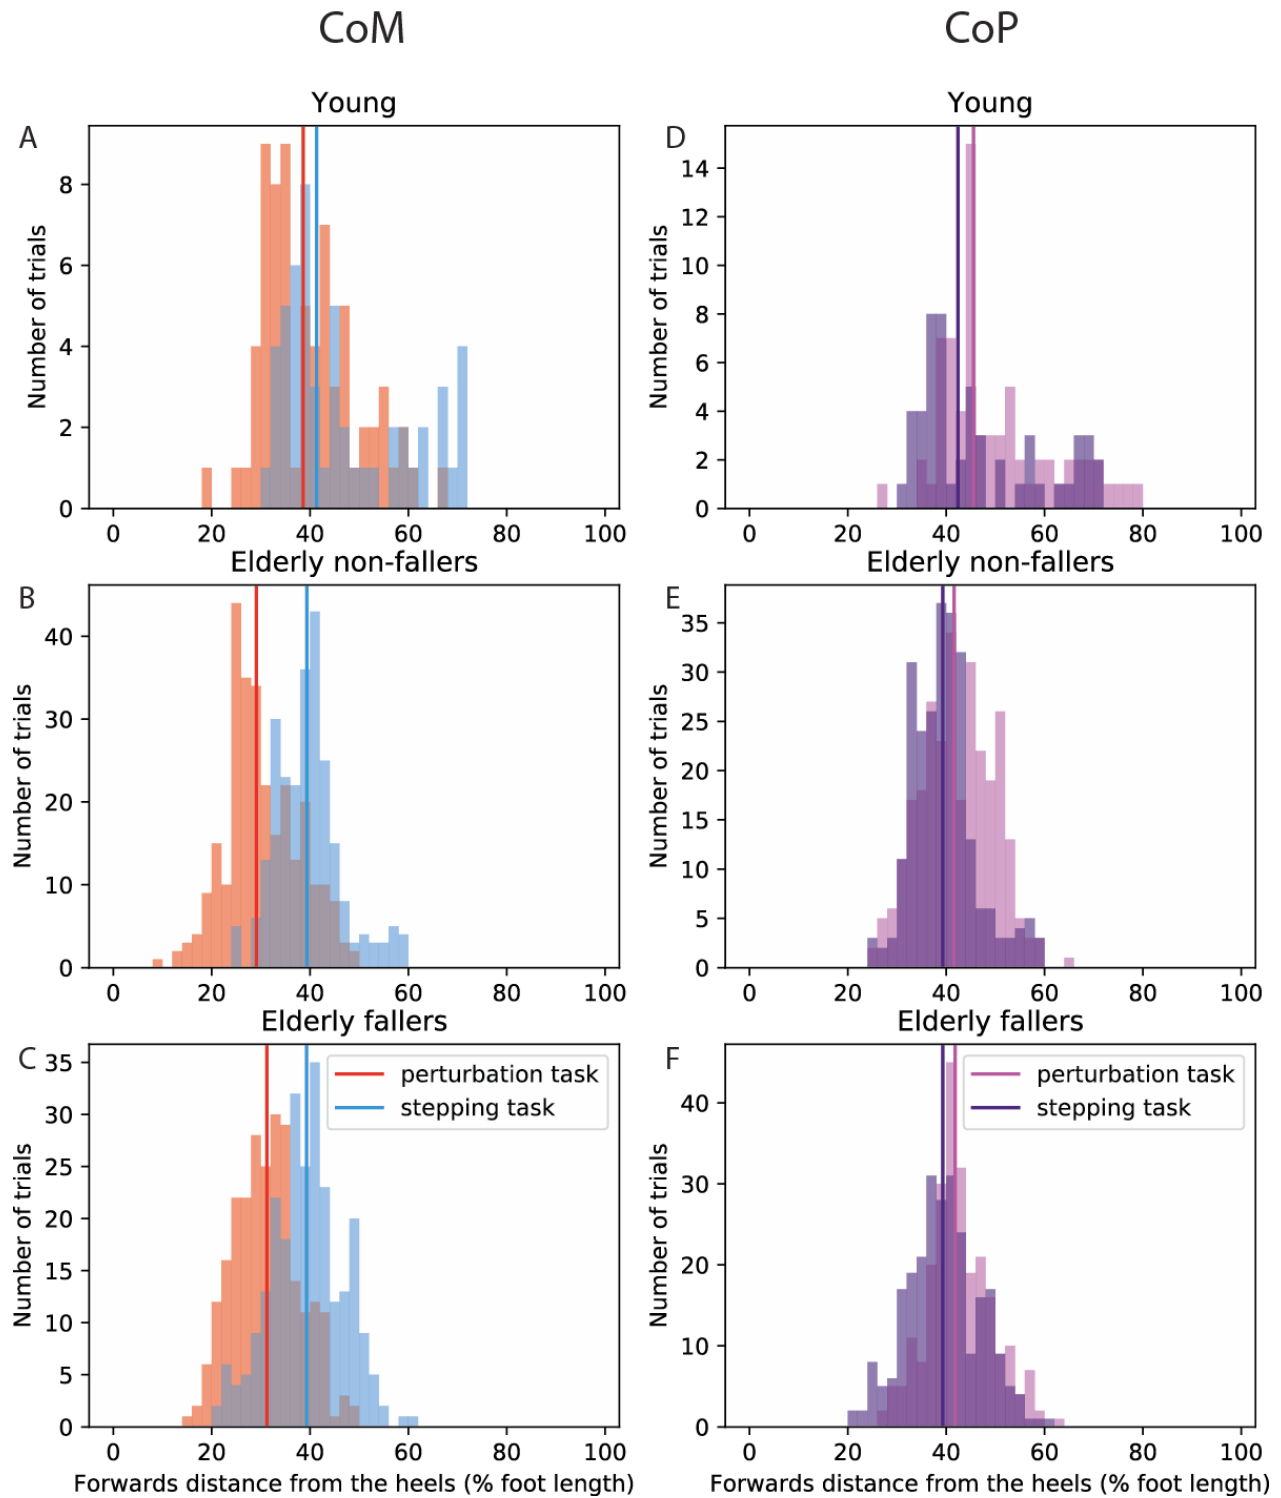 CoM
CoP
Young
Young
A
D
Number of trials
Number of trials
8
6
4
2
0
14
12
10
8
6
4
2
0
0 20 40 60 80 100
0 20 40 60 80 100
Elderly non-fallers
Elderly non-fallers
B
E
Number of trials
Number of trials
40
30
20
10
0
35
30
25
20
15
10
5
0
0 20 40 60 80 100
0 20 40 60 80 100
Elderly fallers
Elderly fallers
C
F
perturbation task
stepping task
perturbation task
stepping task
Number of trials
Number of trials
35
30
25
20
15
10
5
0
40
30
20
10
0
0 20 40 60 80 100
0 20 40 60 80 100
Forwards distance from the heels (% foot length)
Forwards distance from the heels (% foot length)